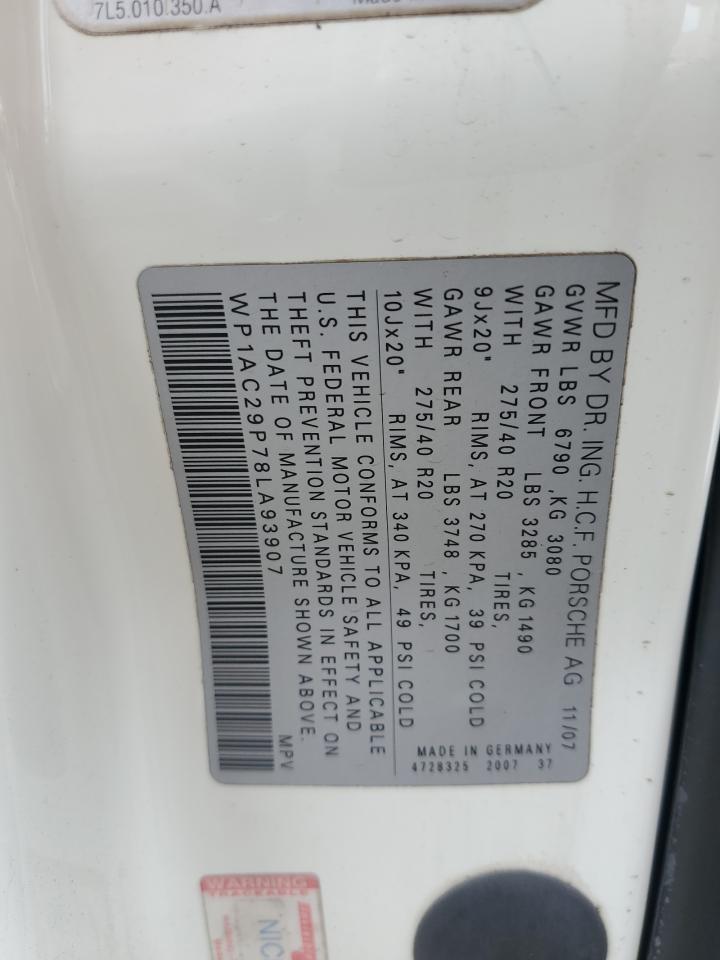 7L5.010.350.A
MFD BY DR. ING. H.C.F. PORSCHE AG 11/07
GVWR LBS 6790 ,KG 3080
GAWR FRONT LBS 3285 , KG 1490
WITH 275/40 R20 TIRES,
9Jx20" RIMS, AT 270 KPA, 39 PSI COLD
GAWR REAR LBS 3748 , KG 1700
WITH 275/40 R20 TIRES,
10Jx20" RIMS, AT 340 KPA, 49 PSI COLD
THIS VEHICLE CONFORMS TO ALL APPLICABLE
U.S. FEDERAL MOTOR VEHICLE SAFETY AND
THEFT PREVENTION STANDARDS IN EFFECT ON
THE DATE OF MANUFACTURE SHOWN ABOVE.
WP1AC29P78LA93907 MPV
MADE IN GERMANY
4728325 2007 37
WARNING
TRACEABLE
NIC